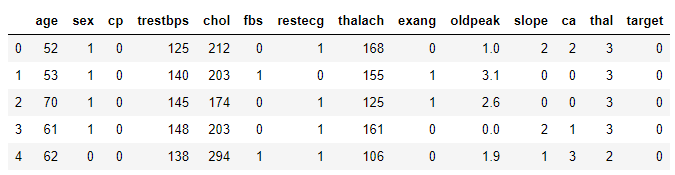 age sex cp trestbps chol fbs restecg thalach exang oldpeak slope ca thal target
0 52 1 0 125 212 0 1 168 0 1.0 2 2 3 0
1 53 1 0 140 203 1 0 155 1 3.1 0 0 3 0
2 70 1 0 145 174 0 1 125 1 2.6 0 0 3 0
3 61 1 0 148 203 0 1 161 0 0.0 2 1 3 0
4 62 0 0 138 294 1 1 106 0 1.9 1 3 2 0